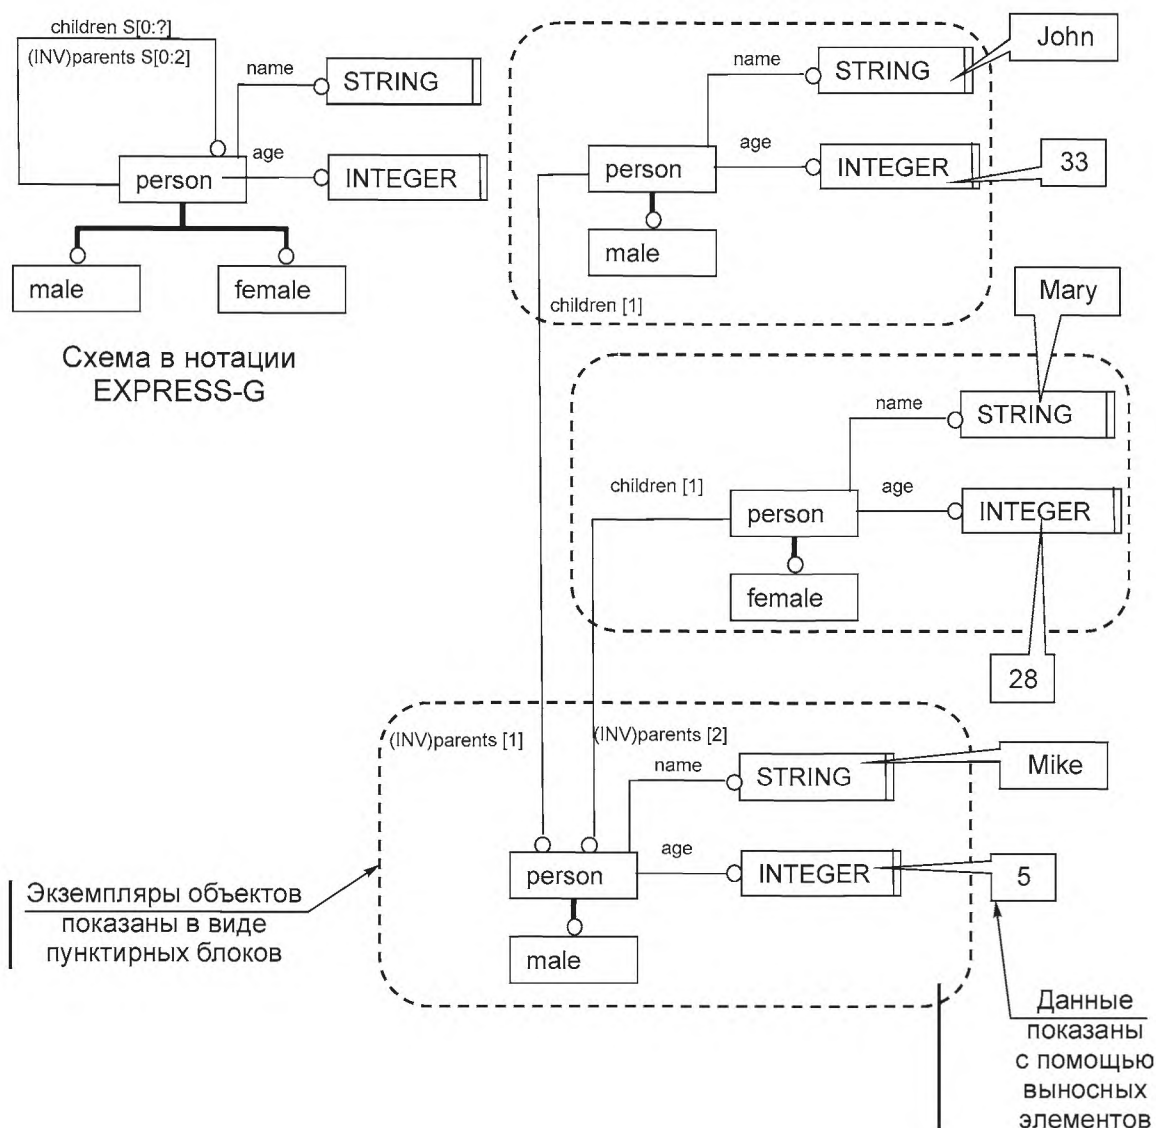 children S[0:?]
(INV)parents S[0:2]
name
STRING
age
person
INTEGER
male
female
Схема в нотации
EXPRESS-G
name
STRING
John
age
person
INTEGER
33
male
children [1]
Mary
name
STRING
children [1]
age
person
INTEGER
female
28
(INV)parents [1]
(INV)parents [2]
name
STRING
Mike
age
person
INTEGER
5
male
Экземпляры объектов
показаны в виде
пунктирных блоков
Данные
показаны
с помощью
выносных
элементов